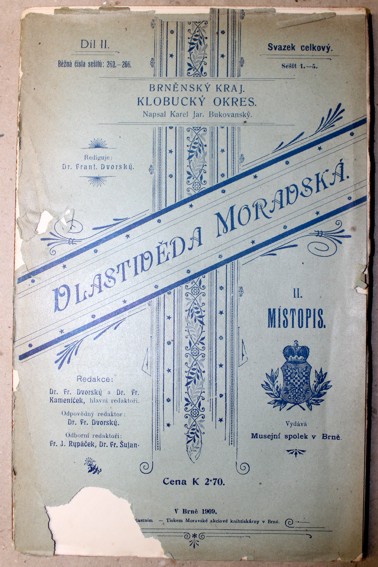 Díl II.
Svazek celkový.
Běžná čísla sešitů: 263.–266.
Sešit 1.–5.
BRNĚNSKÝ KRAJ.
KLOBUCKÝ OKRES.
Napsal Karel Jar. Bukovanský.
Rediguje:
Dr. Frant. Dvorský.
VLASTIVĚDA MORAVSKÁ.
II.
MÍSTOPIS.
Redakce:
Dr. Fr. Dvorský a Dr. Fr.
Kameníček, hlavní redaktoři.
Odpovědný redaktor:
Dr. Fr. Dvorský.
Odborní redaktoři:
Fr. J. Rypáček, Dr. Fr. Šujan.
Vydává
Musejní spolek v Brně.
Cena K 2·70.
V Brně 1909.
— Tiskem Moravské akciové knihtiskárny v Brně.